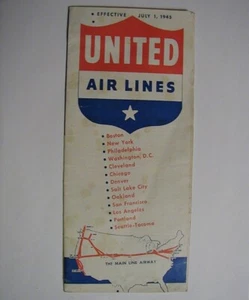 • EFFECTIVE • JULY 1, 1945
UNITED
AIR LINES
• Boston
• New York
• Philadelphia
• Washington, D.C.
• Cleveland
• Chicago
• Denver
• Salt Lake City
• Oakland
• San Francisco
• Los Angeles
• Portland
• Seattle-Tacoma
THE MAIN LINE AIRWAY